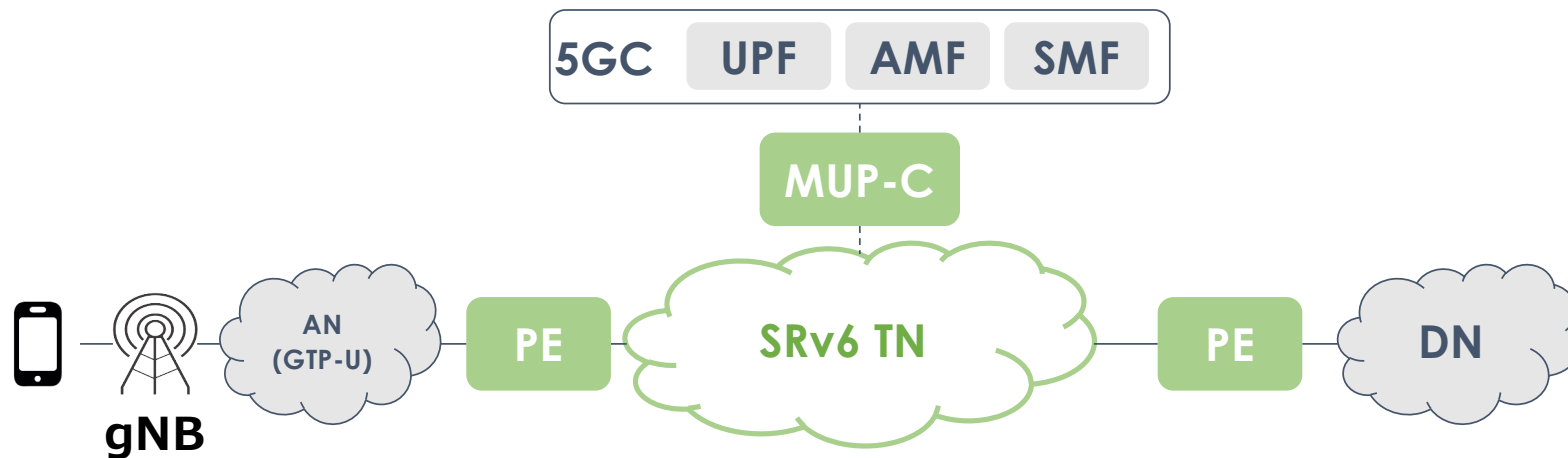 5GC UPF AMF SMF
MUP-C
AN
(GTP-U)
PE
SRv6 TN
PE
DN
gNB